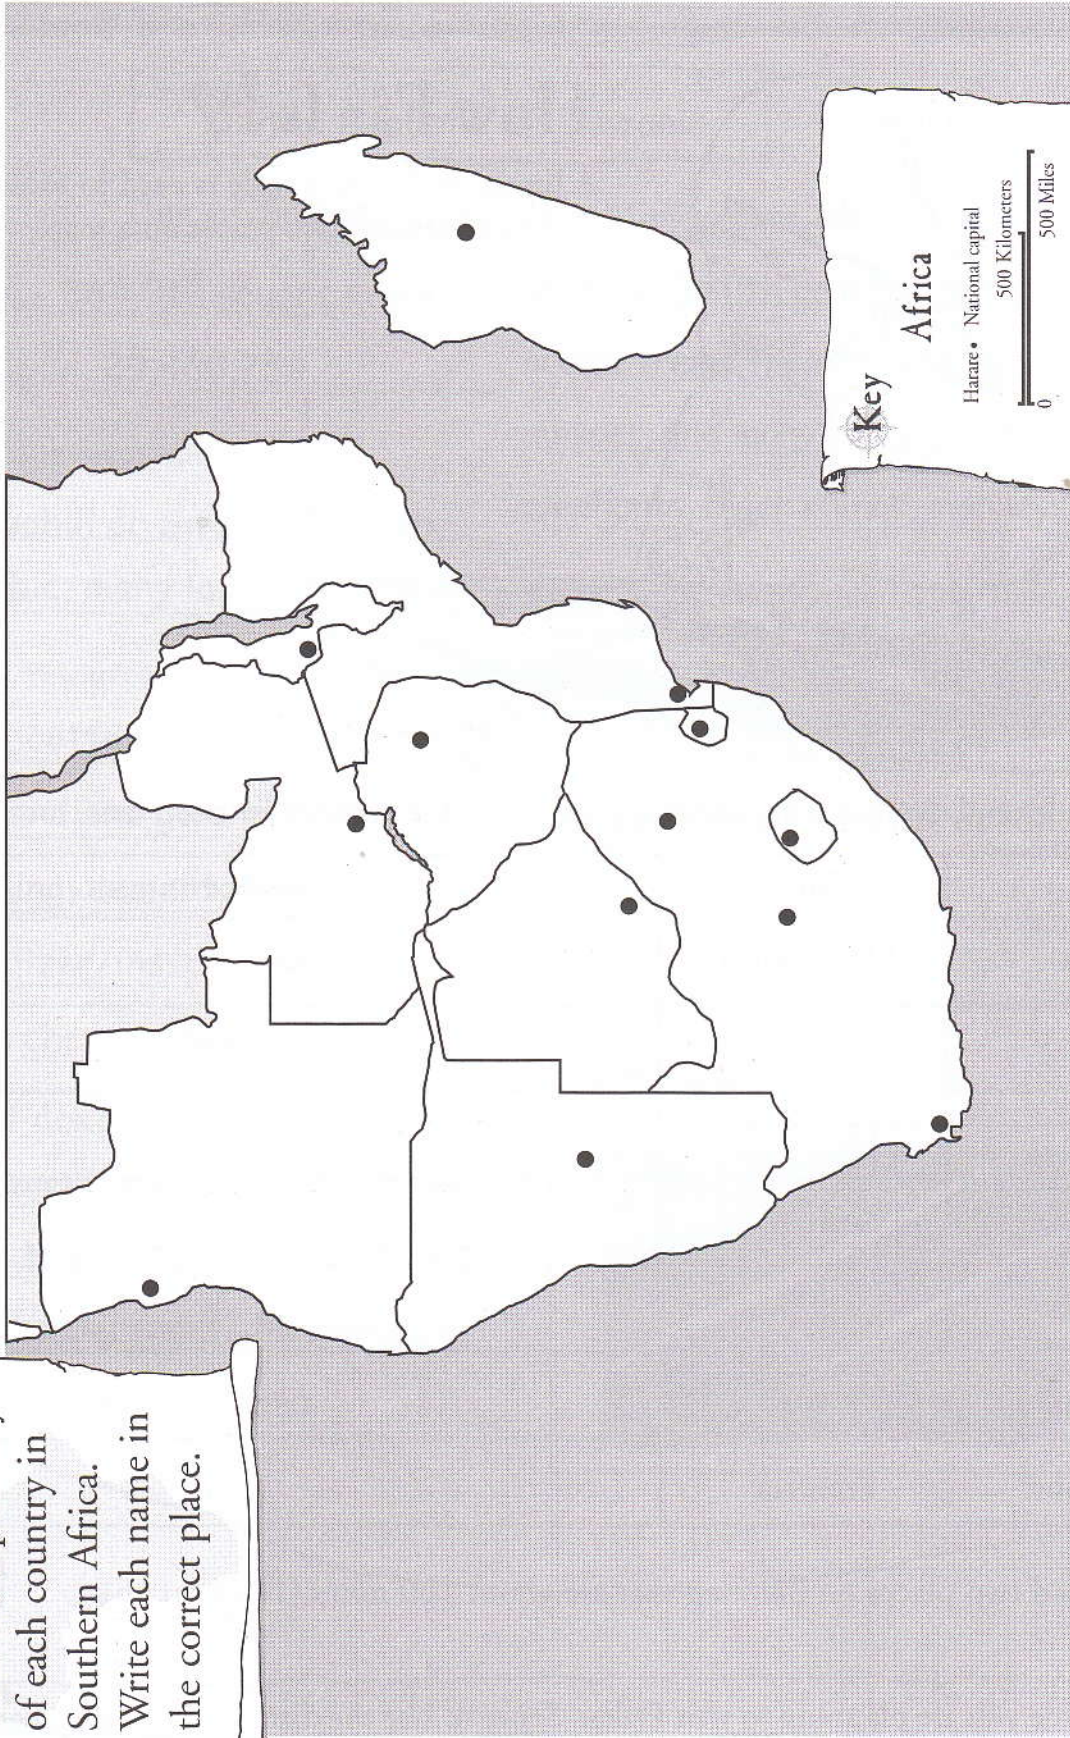 of each country in
Southern Africa.
Write each name in
the correct place.
Key
Africa
Harare • National capital
500 Kilometers
0
500 Miles